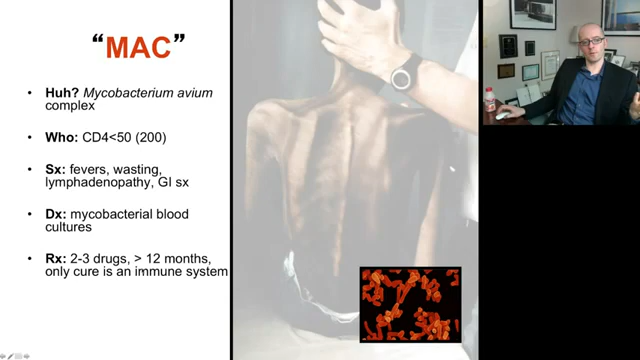 “MAC”
• Huh? Mycobacterium avium
complex
• Who: CD4<50 (200)
• Sx: fevers, wasting,
lymphadenopathy, GI sx
• Dx: mycobacterial blood
cultures
• Rx: 2-3 drugs, > 12 months,
only cure is an immune system